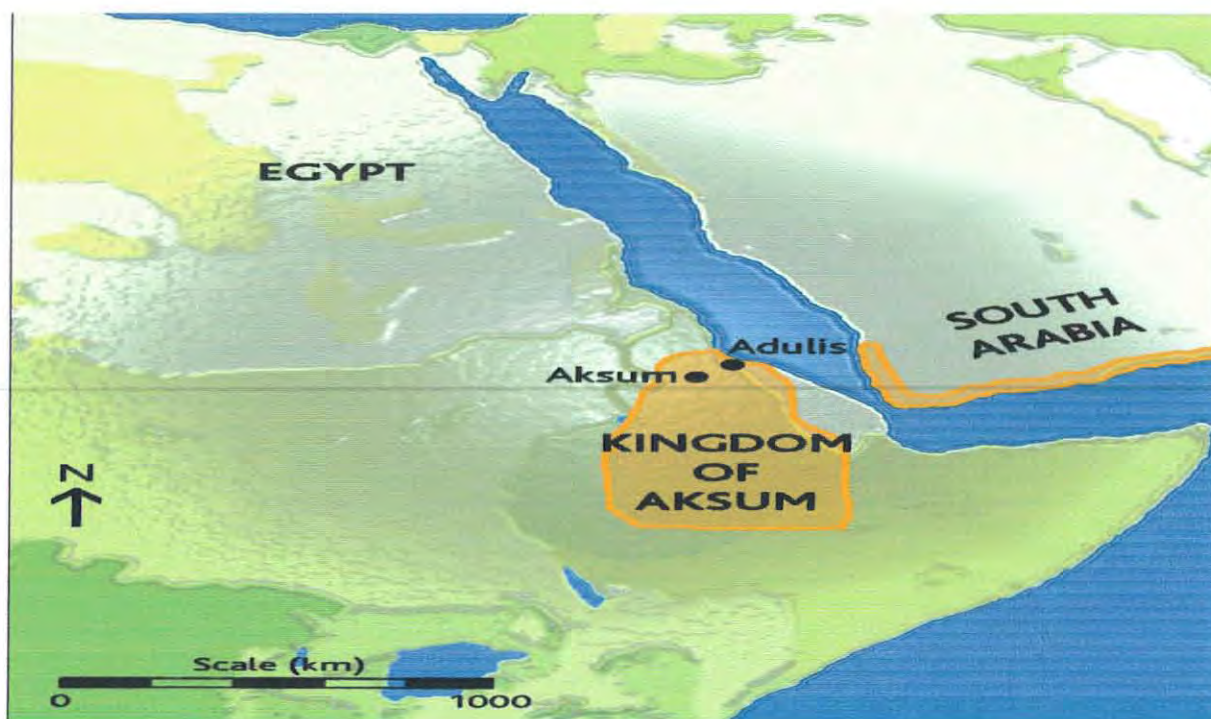 EGYPT
SOUTH
ARABIA
Adulis
Aksum
KINGDOM
OF
AKSUM
N
Scale (km)
0 1000